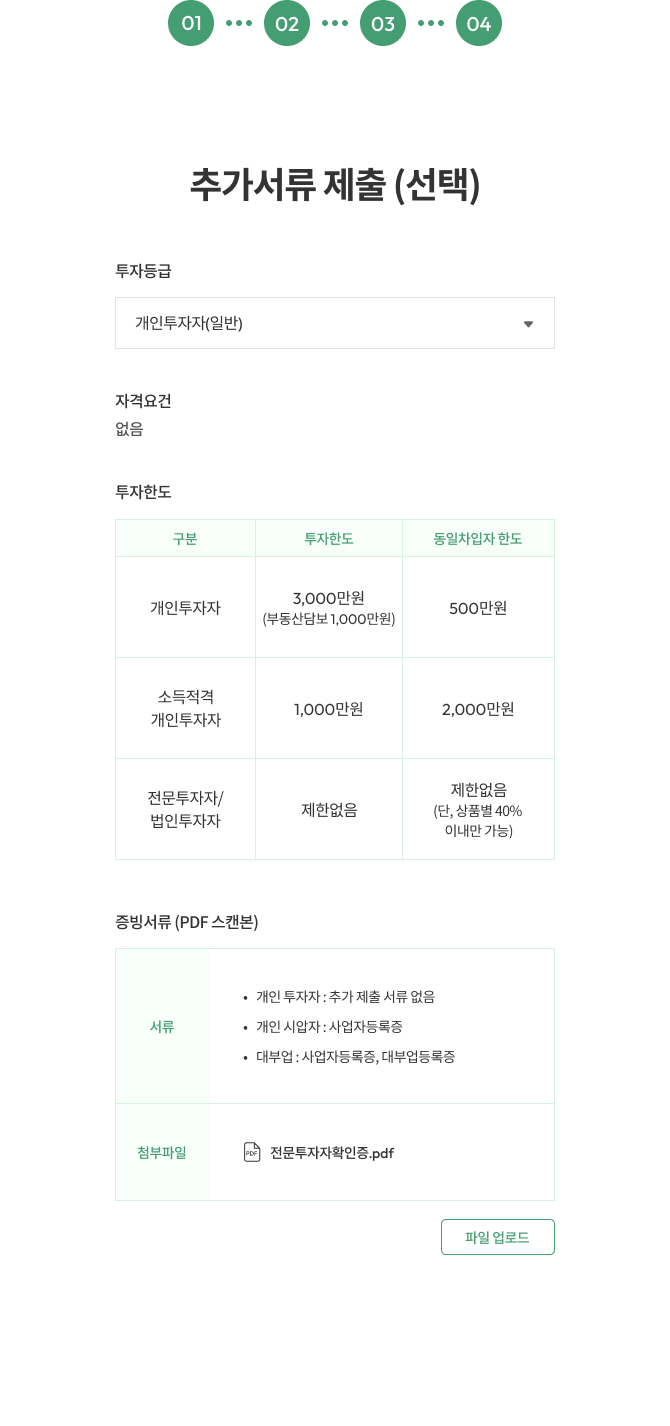 01 02 03 04
추가서류 제출 (선택)
투자등급
개인투자자(일반)
자격요건
없음
투자한도
구분 투자한도 동일차입자 한도
개인투자자
3,000만원
(부동산담보 1,000만원)
500만원
소득적격
개인투자자
1,000만원
2,000만원
전문투자자/
법인투자자
제한없음
제한없음
(단, 상품별 40%
이내만 가능)
증빙서류 (PDF 스캔본)
서류
• 개인 투자자 : 추가 제출 서류 없음
• 개인 시압자 : 사업자등록증
• 대부업 : 사업자등록증, 대부업등록증
첨부파일
PDF 전문투자자확인증.pdf
파일 업로드